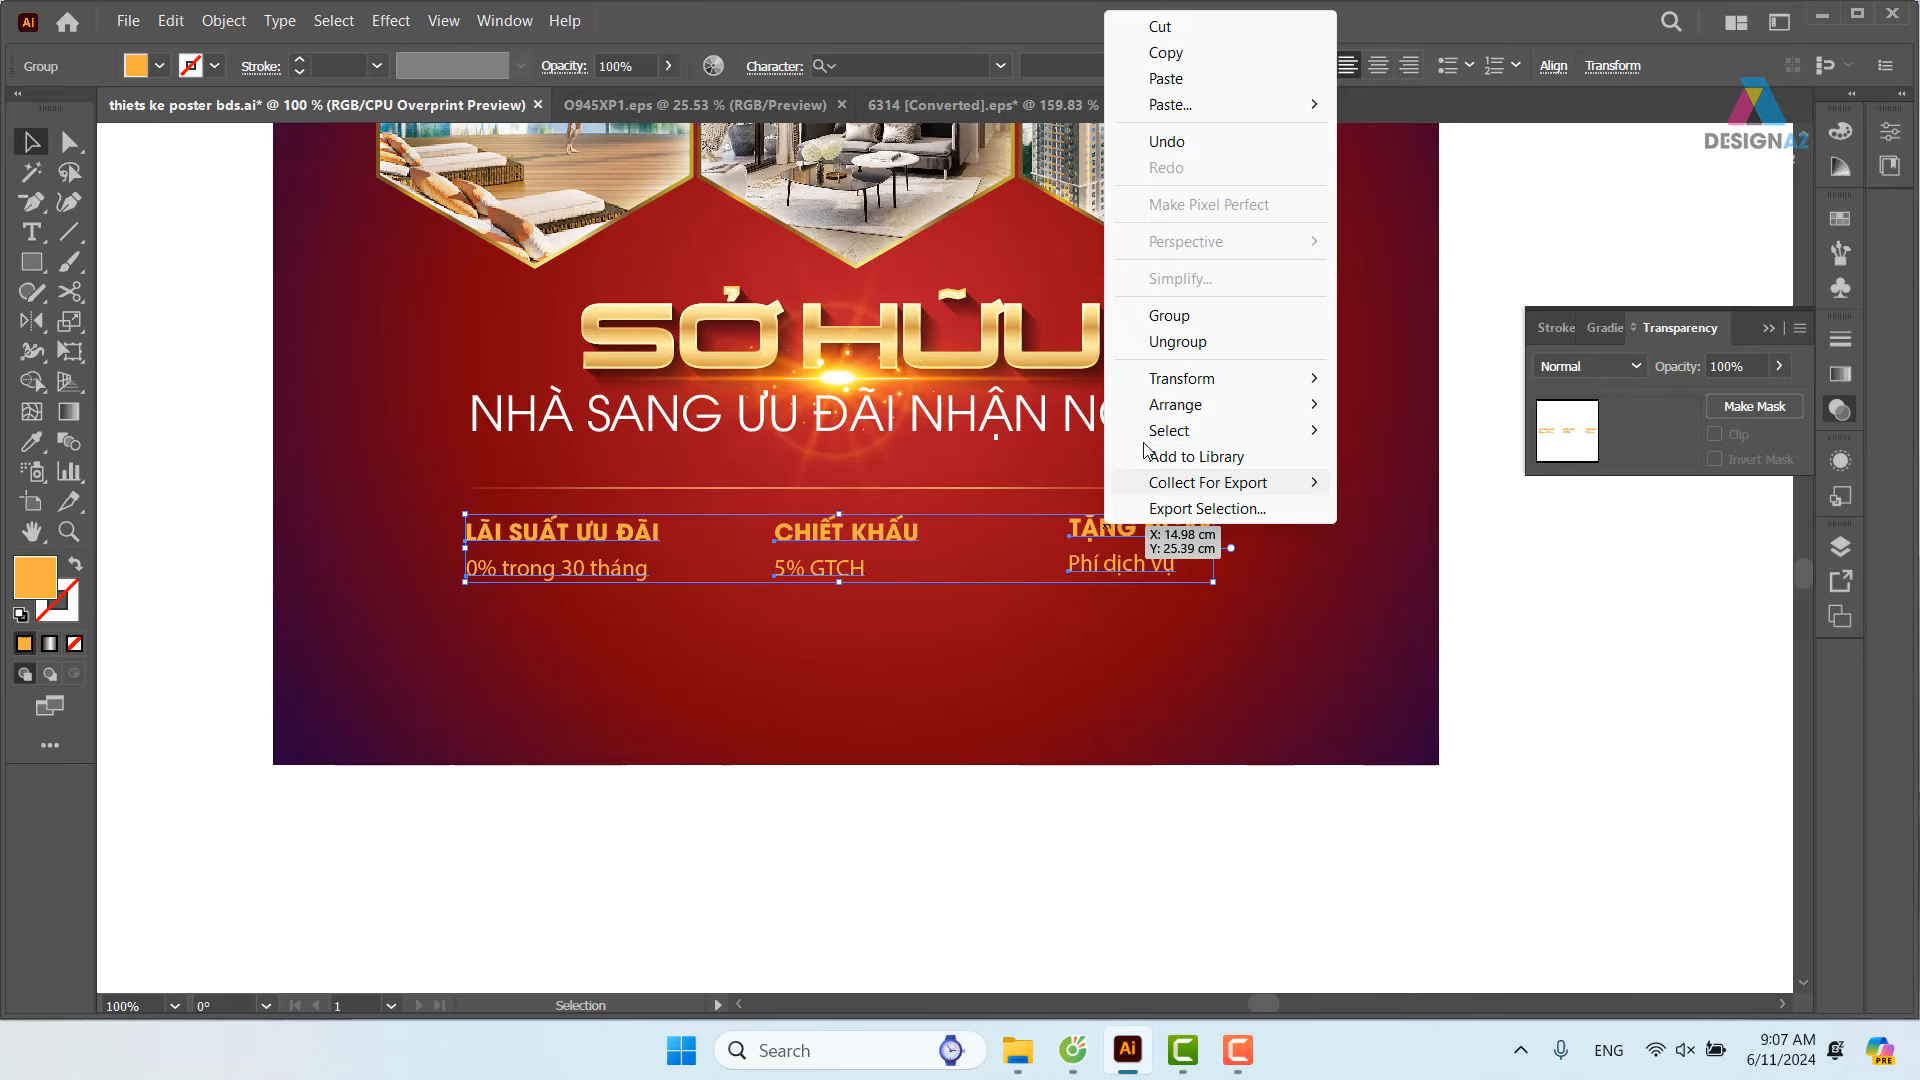 File Edit Object Type Select Effect View Window Help
Group Stroke: Opacity: 100% Character: Align Transform
thiets ke poster bds.ai* @ 100 % (RGB/CPU Overprint Preview) × O945XP1.eps @ 25.53 % (RGB/Preview) × 6314 [Converted].eps* @ 159.83 %
DESIGNA2
Cut
Copy
Paste
Paste...
Undo
Redo
Make Pixel Perfect
Perspective
Simplify...
Group
Ungroup
Transform
Arrange
Select
Add to Library
Collect For Export
Export Selection...
X: 14.98 cm
Y: 25.39 cm
SỞ HỮU
NHÀ SANG ƯU ĐÃI NHẬN
LÃI SUẤT ƯU ĐÃI
0% trong 30 tháng
CHIẾT KHẤU
5% GTCH
TẶNG
Phí dịch vụ
Stroke Gradie Transparency
Normal Opacity: 100%
Make Mask
Clip
Invert Mask
100% 0° 1 Selection
Search
ENG
9:07 AM
6/11/2024
PRE